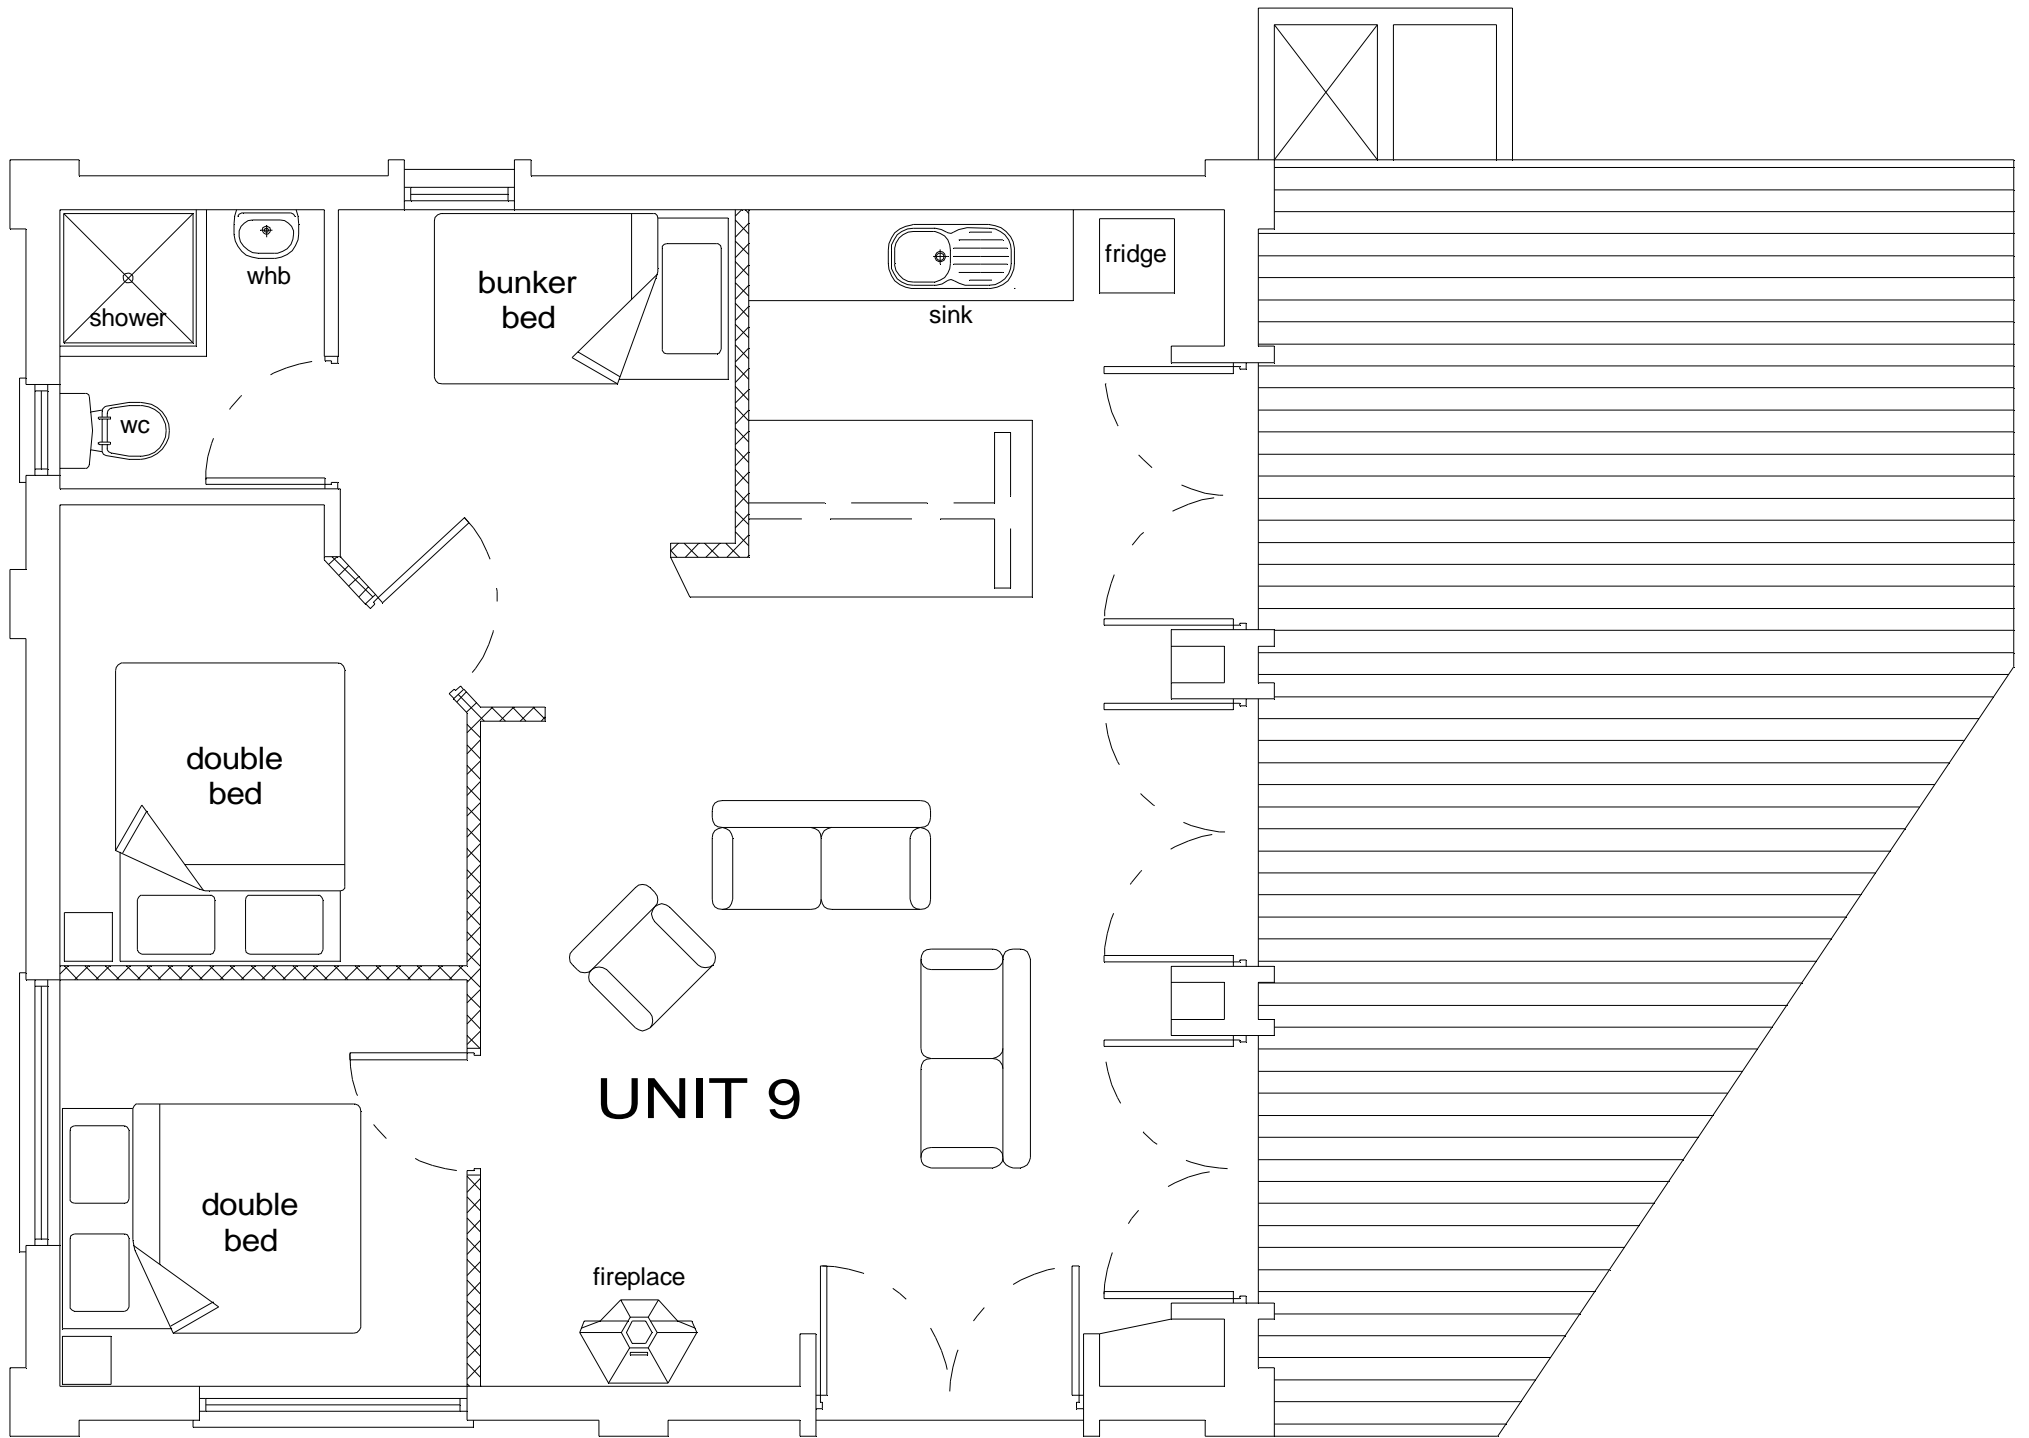 whb
shower
wc
bunker
bed
sink
fridge
double
bed
UNIT 9
double
bed
fireplace